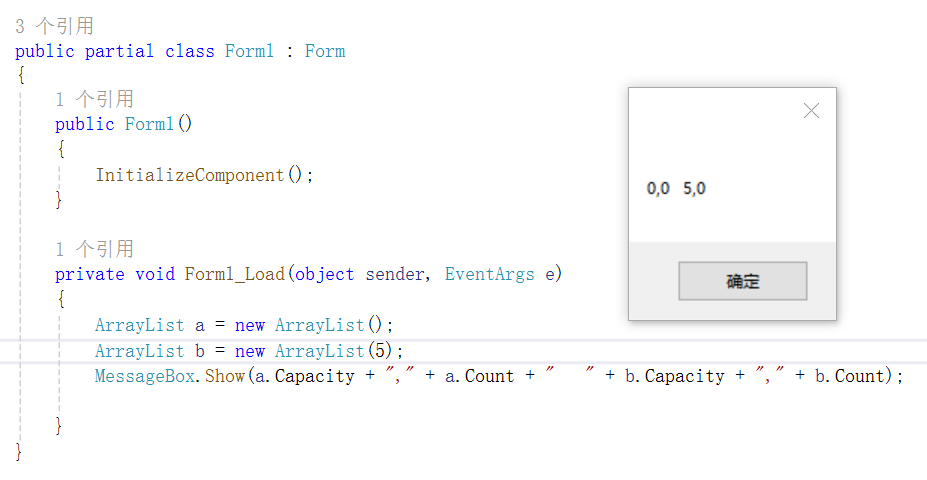 3 个引用
public partial class Form1 : Form
{
1 个引用
public Form1()
{
InitializeComponent();
}
1 个引用
private void Form1_Load(object sender, EventArgs e)
{
ArrayList a = new ArrayList();
ArrayList b = new ArrayList(5);
MessageBox.Show(a.Capacity + "," + a.Count + "   " + b.Capacity + "," + b.Count);
}
}
0,0   5,0
确定